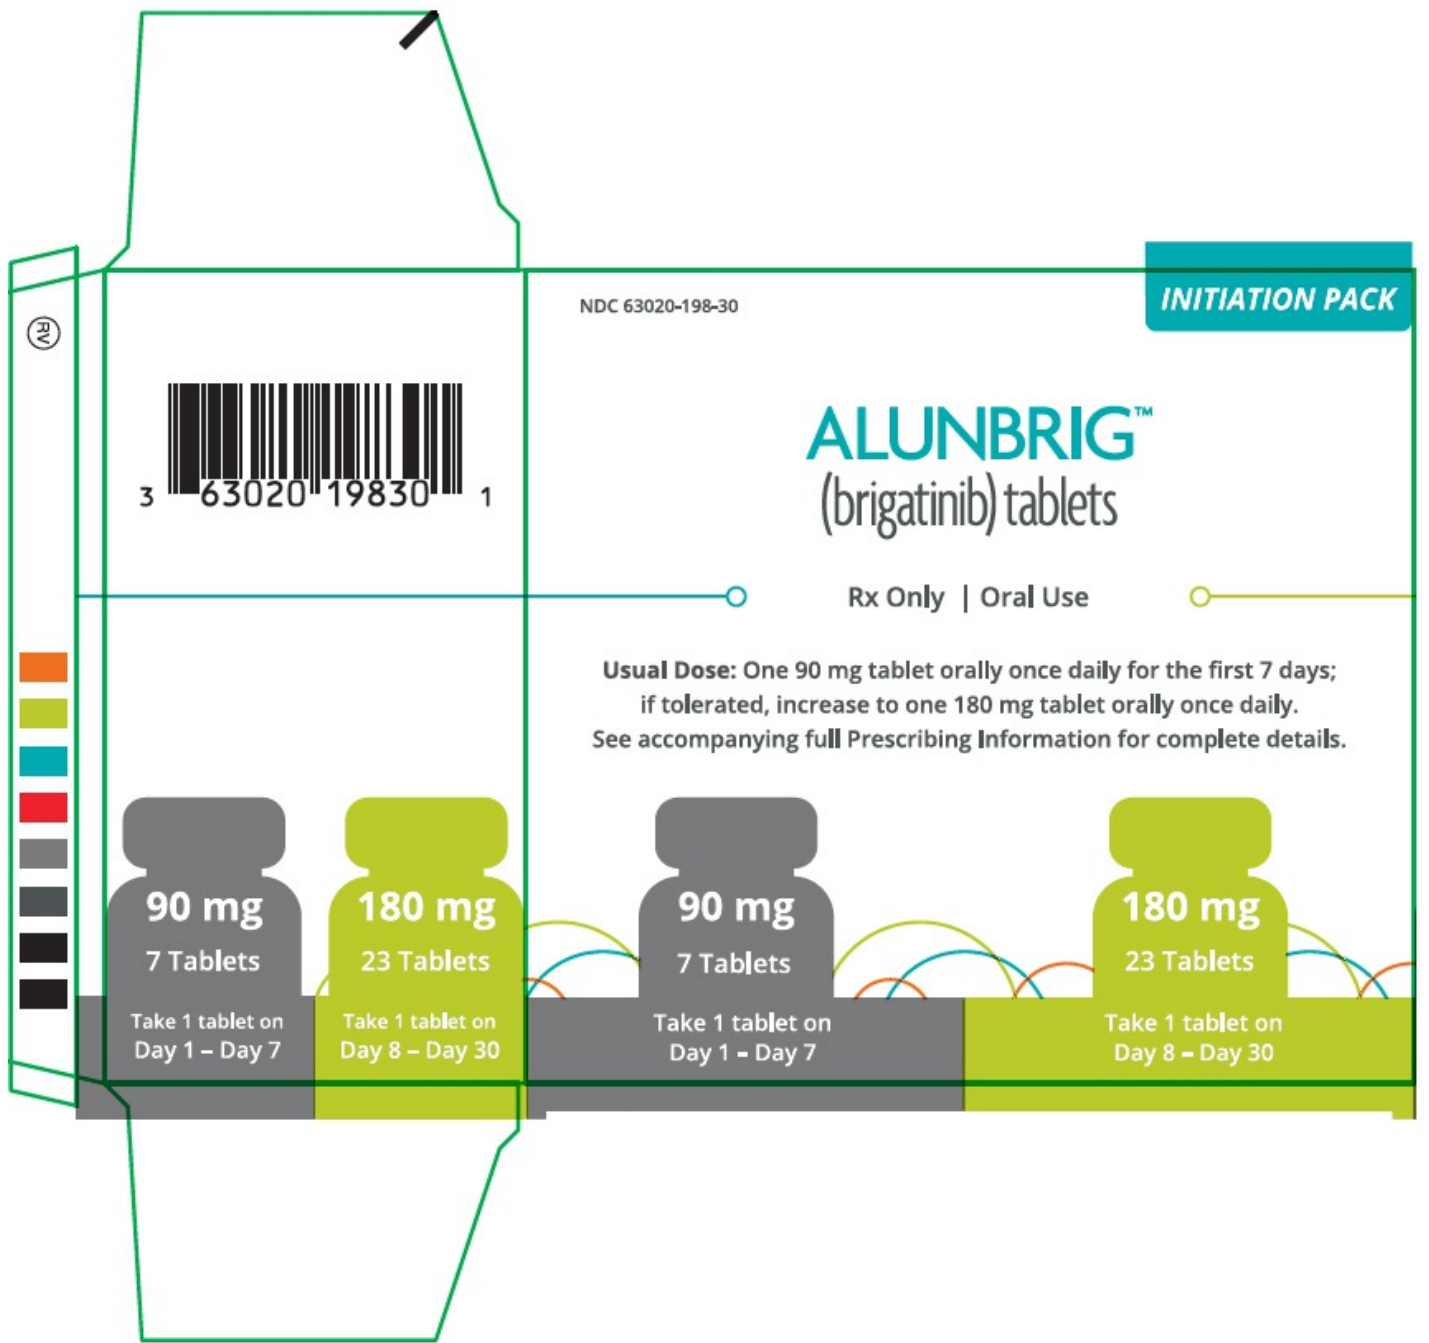 RV
3 63020 19830 1
90 mg
7 Tablets
Take 1 tablet on
Day 1 – Day 7
180 mg
23 Tablets
Take 1 tablet on
Day 8 – Day 30
NDC 63020-198-30
INITIATION PACK
ALUNBRIG™
(brigatinib) tablets
Rx Only | Oral Use
Usual Dose: One 90 mg tablet orally once daily for the first 7 days;
if tolerated, increase to one 180 mg tablet orally once daily.
See accompanying full Prescribing Information for complete details.
90 mg
7 Tablets
Take 1 tablet on
Day 1 – Day 7
180 mg
23 Tablets
Take 1 tablet on
Day 8 – Day 30